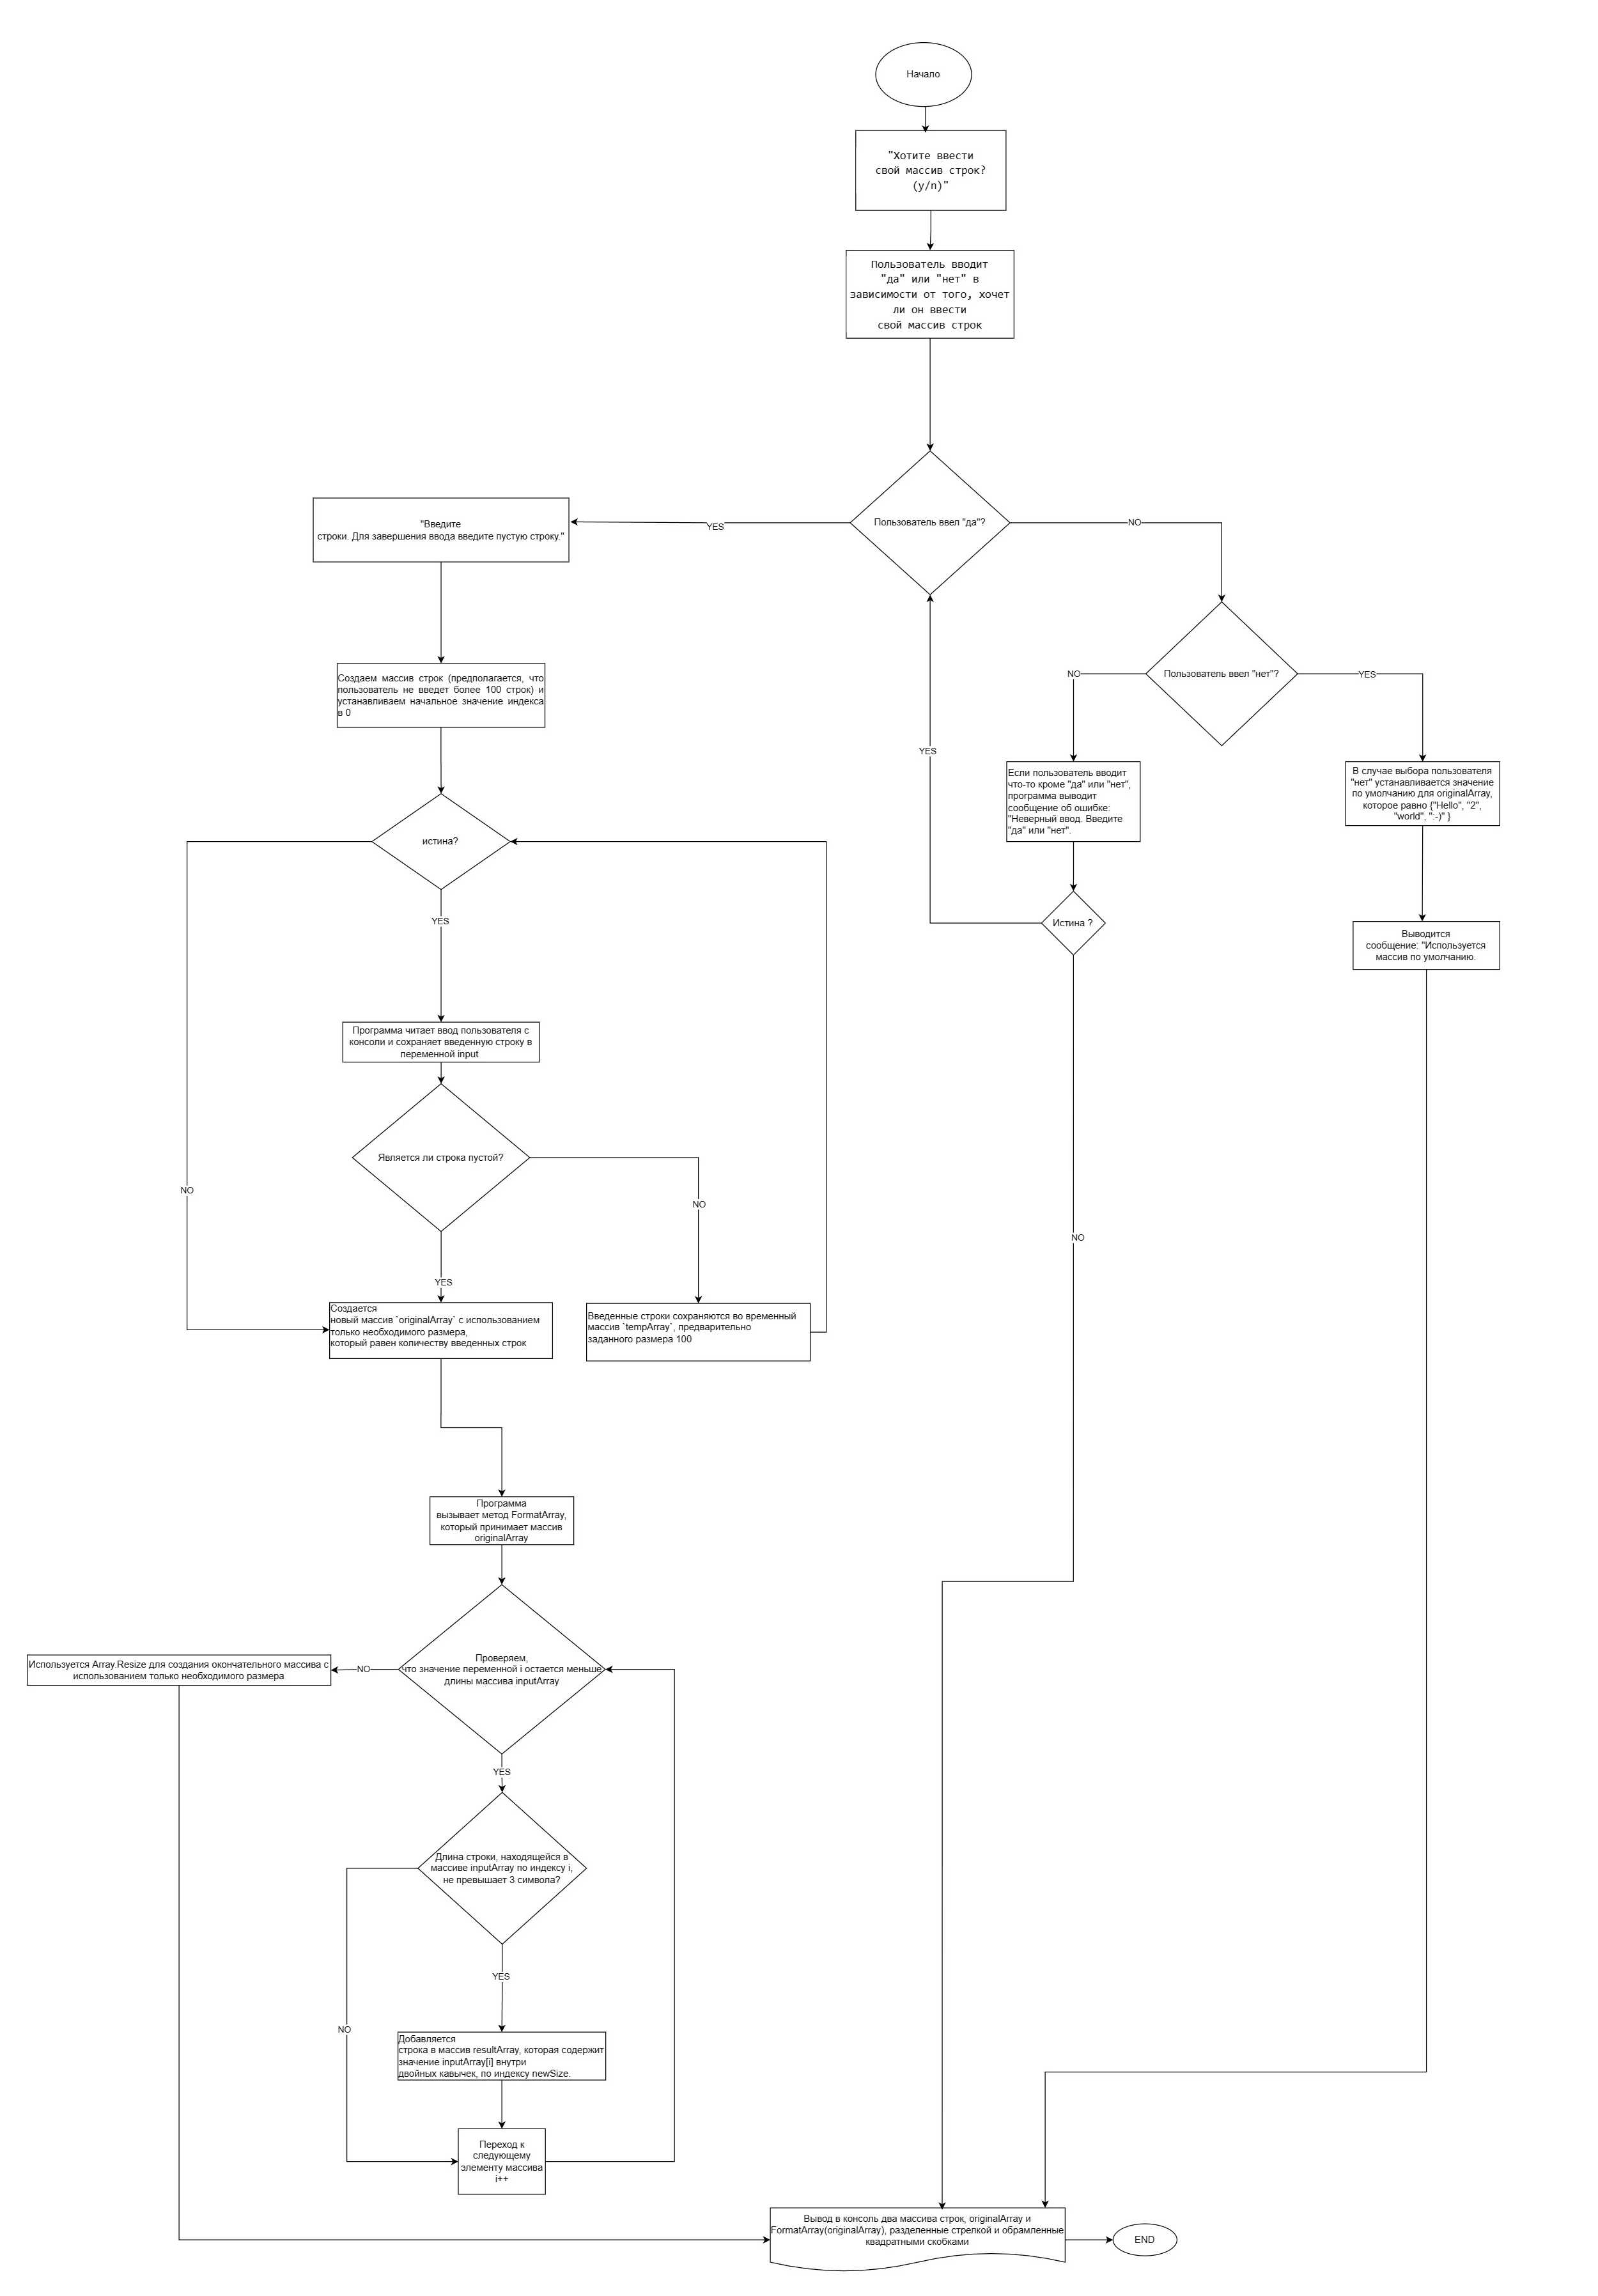 Начало
"Хотите ввести
свой массив строк?
(y/n)"
Пользователь вводит
"да" или "нет" в
зависимости от того, хочет
ли он ввести
свой массив строк
Пользователь ввел "да"?
YES
NO
"Введите
строки. Для завершения ввода введите пустую строку."
Пользователь ввел "нет"?
NO
YES
Создаем массив строк (предполагается, что
пользователь не введет более 100 строк) и
устанавливаем начальное значение индекса
в 0
YES
Если пользователь вводит
что-то кроме "да" или "нет",
программа выводит
сообщение об ошибке:
"Неверный ввод. Введите
"да" или "нет".
В случае выбора пользователя
"нет" устанавливается значение
по умолчанию для originalArray,
которое равно {"Hello", "2",
"world", ":-)" }
истина?
YES
Истина ?
Выводится
сообщение: "Используется
массив по умолчанию.
Программа читает ввод пользователя с
консоли и сохраняет введенную строку в
переменной input
Является ли строка пустой?
NO
NO
NO
YES
Создается
новый массив `originalArray` с использованием
только необходимого размера,
который равен количеству введенных строк
Введенные строки сохраняются во временный
массив `tempArray`, предварительно
заданного размера 100
Программа
вызывает метод FormatArray,
который принимает массив
originalArray
Используется Array.Resize для создания окончательного массива с
использованием только необходимого размера
NO
Проверяем,
что значение переменной i остается меньше
длины массива inputArray
YES
Длина строки, находящейся в
массиве inputArray по индексу i,
не превышает 3 символа?
YES
NO
Добавляется
строка в массив resultArray, которая содержит
значение inputArray[i] внутри
двойных кавычек, по индексу newSize.
Переход к
следующему
элементу массива
i++
Вывод в консоль два массива строк, originalArray и
FormatArray(originalArray), разделенные стрелкой и обрамленные
квадратными скобками
END